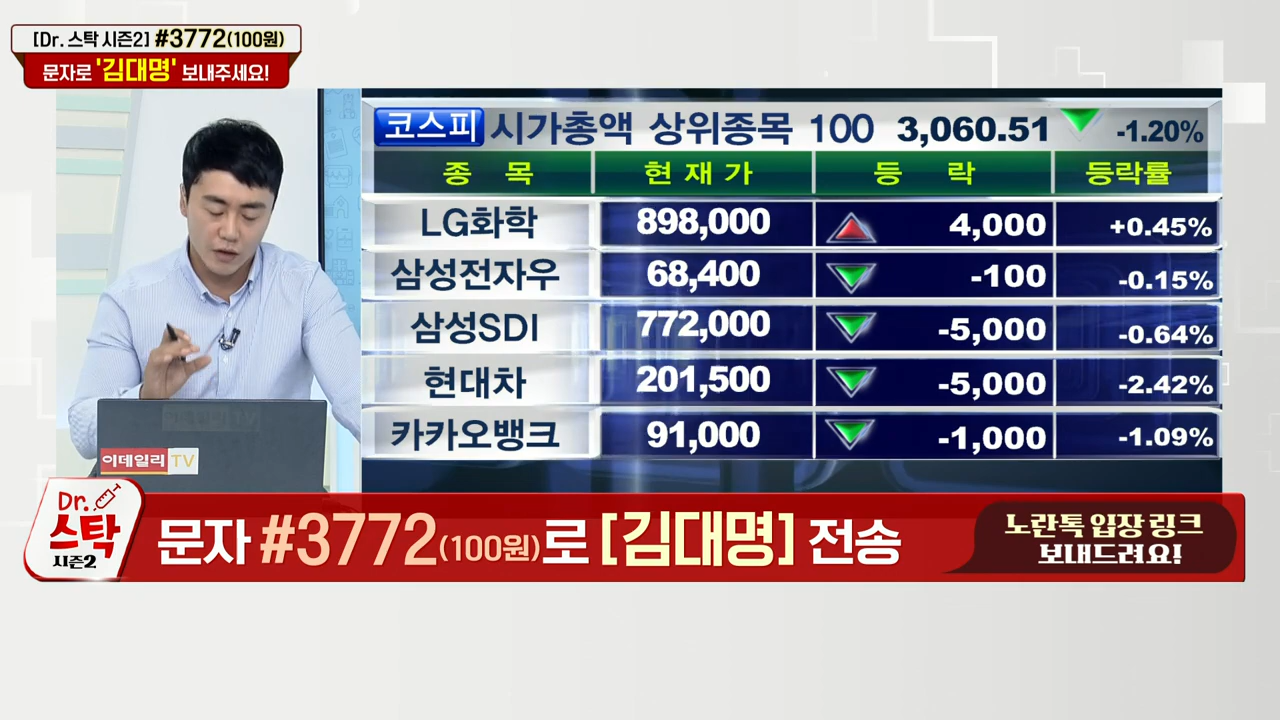 [Dr. 스탁 시즌2] #3772(100원)
문자로 '김대명' 보내주세요!
코스피 시가총액 상위종목 100 3,060.51 -1.20%
종 목 현 재 가 등 락 등락률
LG화학 898,000 4,000 +0.45%
삼성전자우 68,400 -100 -0.15%
삼성SDI 772,000 -5,000 -0.64%
현대차 201,500 -5,000 -2.42%
카카오뱅크 91,000 -1,000 -1.09%
이데일리 TV
Dr.
스탁
시즌2
문자 #3772(100원)로 [김대명] 전송
노란톡 입장 링크
보내드려요!